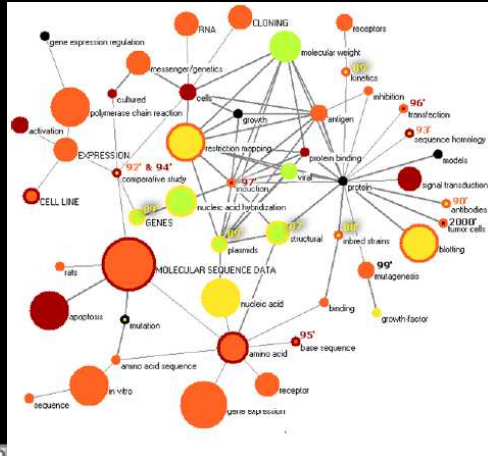 RNA
CLONING
receptors
gene expression regulation
molecular weight
messenger/genetics
89'
kinetics
cultured
cells
inhibition
polymerase chain reaction
growth
antigen
96'
transfection
activation
93'
sequence homology
EXPRESSION
restriction mapping
protein binding
models
92' & 94'
comparative study
97'
induction
viral
protein
signal transduction
CELL LINE
nucleic acid hybridization
90'
antibodies
89'
GENES
2000'
tumor cells
plasmids
structural
inbred strains
blotting
99'
mutagenesis
rats
MOLECULAR SEQUENCE DATA
apoptosis
nucleic acid
binding
growth-factor
mutation
95'
base sequence
amino acid
amino acid sequence
in vitro
receptor
sequence
gene expression